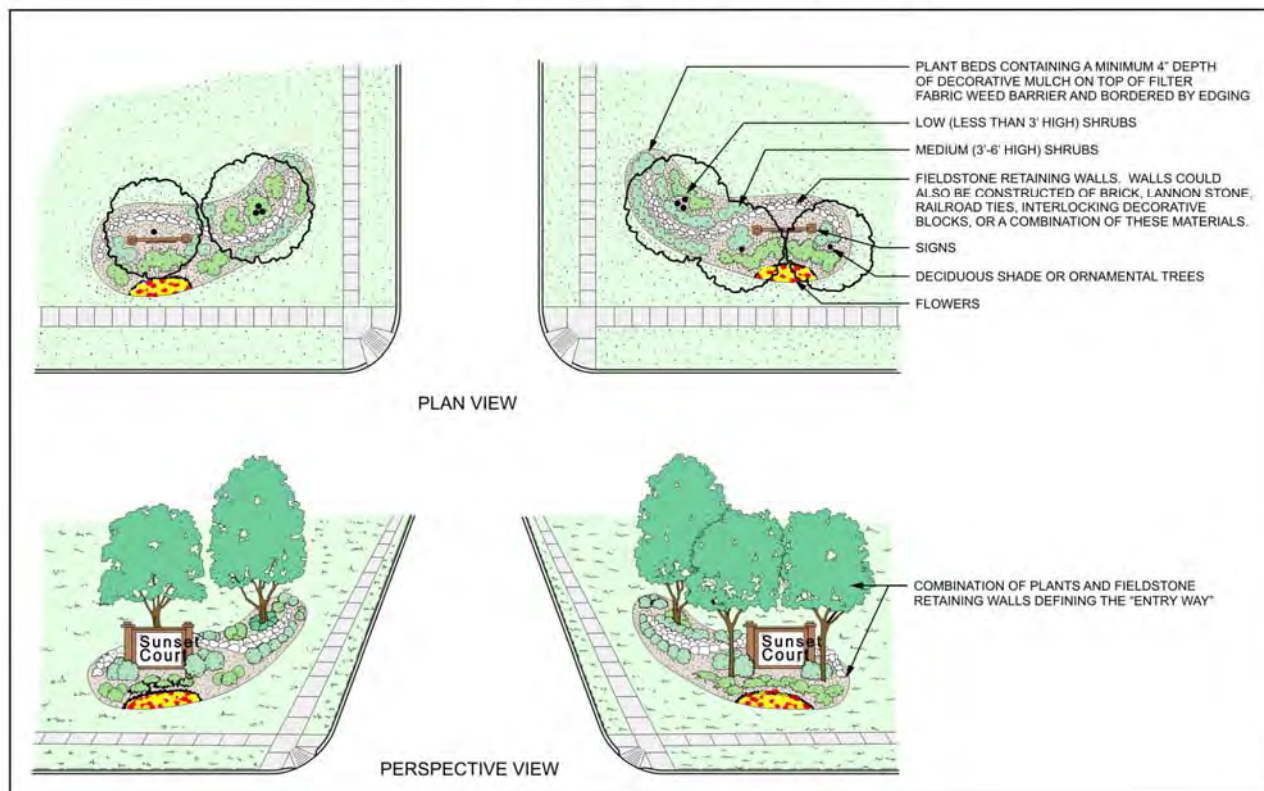 PLANT BEDS CONTAINING A MINIMUM 4" DEPTH
OF DECORATIVE MULCH ON TOP OF FILTER
FABRIC WEED BARRIER AND BORDERED BY EDGING
LOW (LESS THAN 3' HIGH) SHRUBS
MEDIUM (3'-6' HIGH) SHRUBS
FIELDSTONE RETAINING WALLS. WALLS COULD
ALSO BE CONSTRUCTED OF BRICK, LANNON STONE,
RAILROAD TIES, INTERLOCKING DECORATIVE
BLOCKS, OR A COMBINATION OF THESE MATERIALS.
SIGNS
DECIDUOUS SHADE OR ORNAMENTAL TREES
FLOWERS
PLAN VIEW
Sunset
Court
Sunset
Court
COMBINATION OF PLANTS AND FIELDSTONE
RETAINING WALLS DEFINING THE "ENTRY WAY"
PERSPECTIVE VIEW